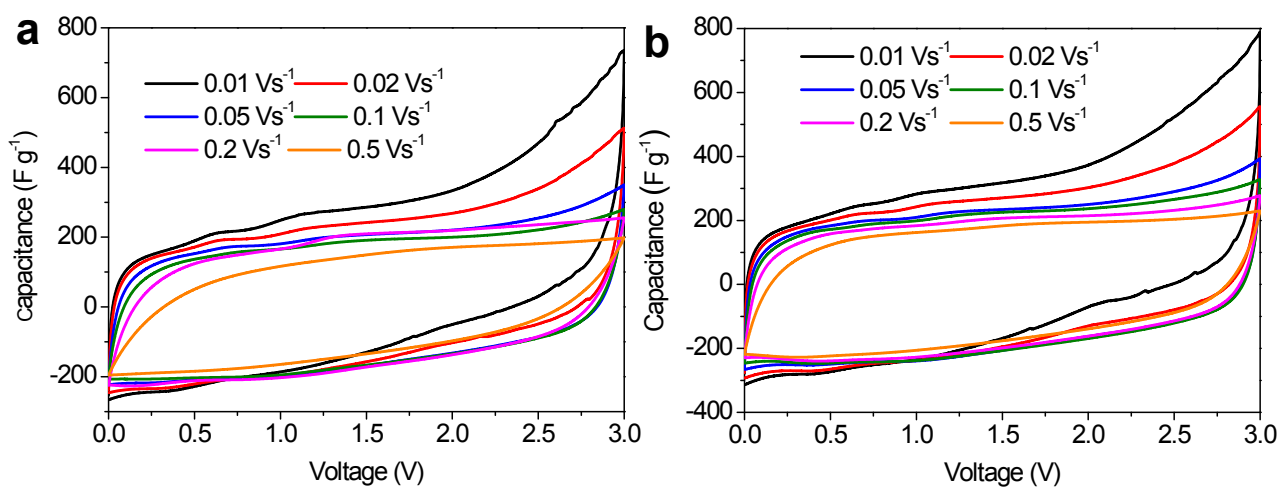 a
800
600
400
200
0
-200
0.0 0.5 1.0 1.5 2.0 2.5 3.0
Voltage (V)
capacitance (F g⁻¹)
0.01 Vs⁻¹ 0.02 Vs⁻¹
0.05 Vs⁻¹ 0.1 Vs⁻¹
0.2 Vs⁻¹ 0.5 Vs⁻¹
b
800
600
400
200
0
-200
-400
0.0 0.5 1.0 1.5 2.0 2.5 3.0
Voltage (V)
Capacitance (F g⁻¹)
0.01 Vs⁻¹ 0.02 Vs⁻¹
0.05 Vs⁻¹ 0.1 Vs⁻¹
0.2 Vs⁻¹ 0.5 Vs⁻¹